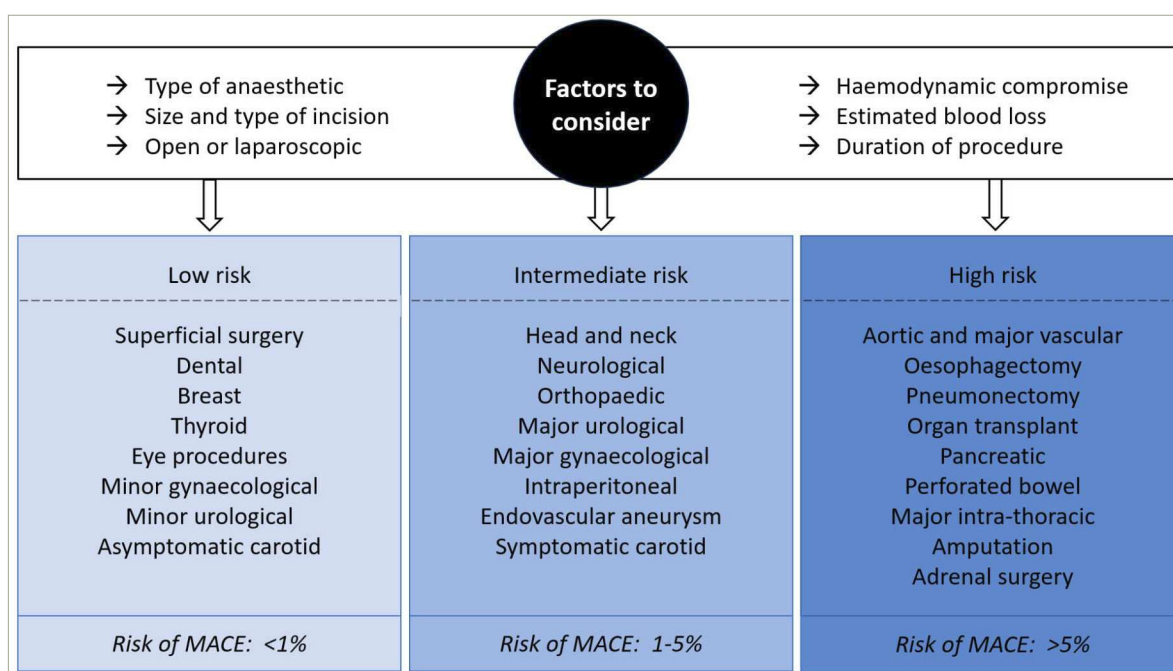 Factors to
consider
→ Type of anaesthetic
→ Size and type of incision
→ Open or laparoscopic
→ Haemodynamic compromise
→ Estimated blood loss
→ Duration of procedure
Low risk
Superficial surgery
Dental
Breast
Thyroid
Eye procedures
Minor gynaecological
Minor urological
Asymptomatic carotid
Risk of MACE: <1%
Intermediate risk
Head and neck
Neurological
Orthopaedic
Major urological
Major gynaecological
Intraperitoneal
Endovascular aneurysm
Symptomatic carotid
Risk of MACE: 1-5%
High risk
Aortic and major vascular
Oesophagectomy
Pneumonectomy
Organ transplant
Pancreatic
Perforated bowel
Major intra-thoracic
Amputation
Adrenal surgery
Risk of MACE: >5%